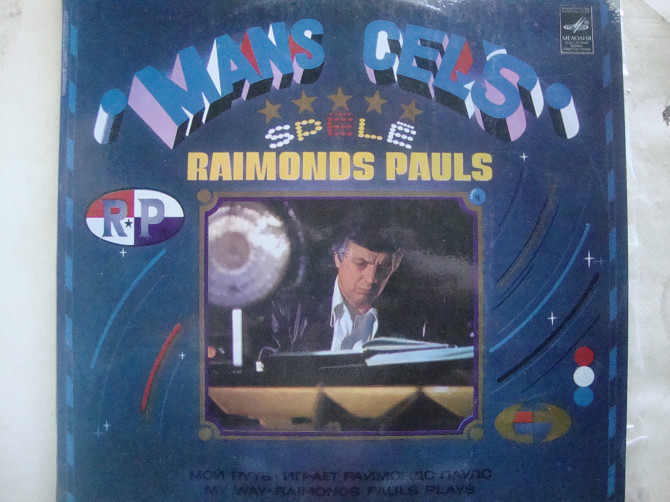 MANS CEĻŠ
МЕЛОДИЯ
SPĒLĒ
RAIMONDS PAULS
R★P
МОЙ ПУТЬ · ИГРАЕТ РАЙМОНДС ПАУЛС
MY WAY · RAIMONDS PAULS PLAYS